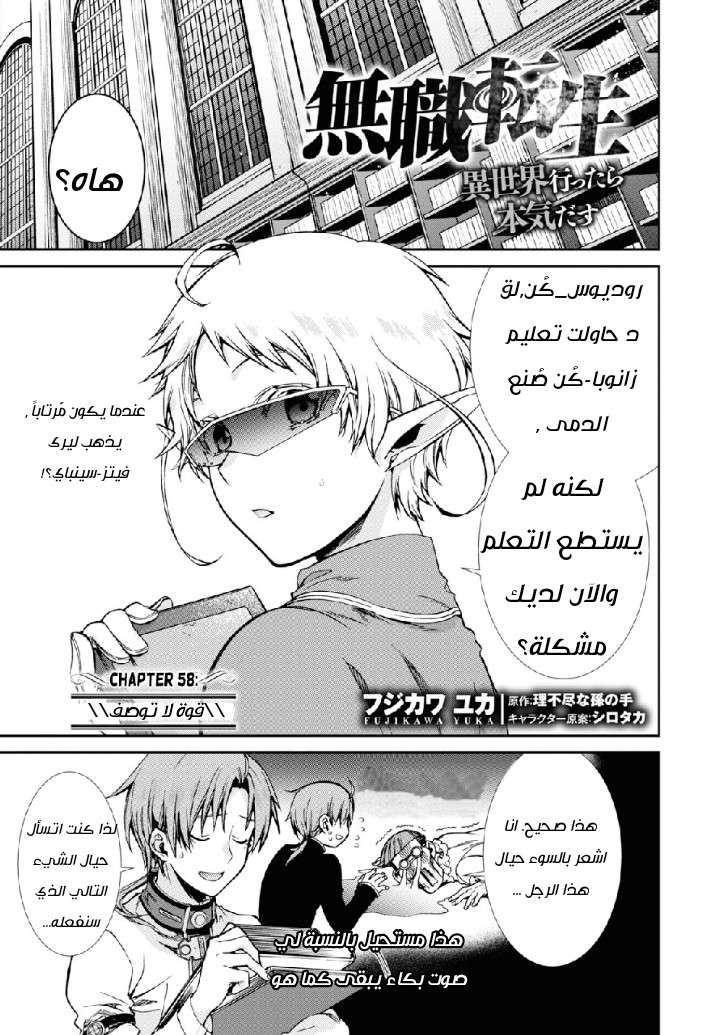 無職転生
異世界行ったら
本気だす
هاه؟
روديوس_كُن,لق
د حاولت تعليم
زانوبا-كُن صُنع
الدمى ,
لكنه لم
يستطع التعلم
والآن لديك
مشكلة؟
عندما يكون مُرتاباً ,
يذهب ليرى
فيتز-سينباي؟!
CHAPTER 58:
\\قوة لا توصف\\
フジカワ ユカ
FUJIKAWA YUKA
原作:理不尽な孫の手
キャラクター原案:シロタカ
هذا صحيح. انا
اشعر بالسوء حيال
هذا الرجل ...
لذا كنت اتسأل
حيال الشيء
التالي الذي
سنفعله...
هذا مستحيل بالنسبة لي
صوت بكاء يبقى كما هو